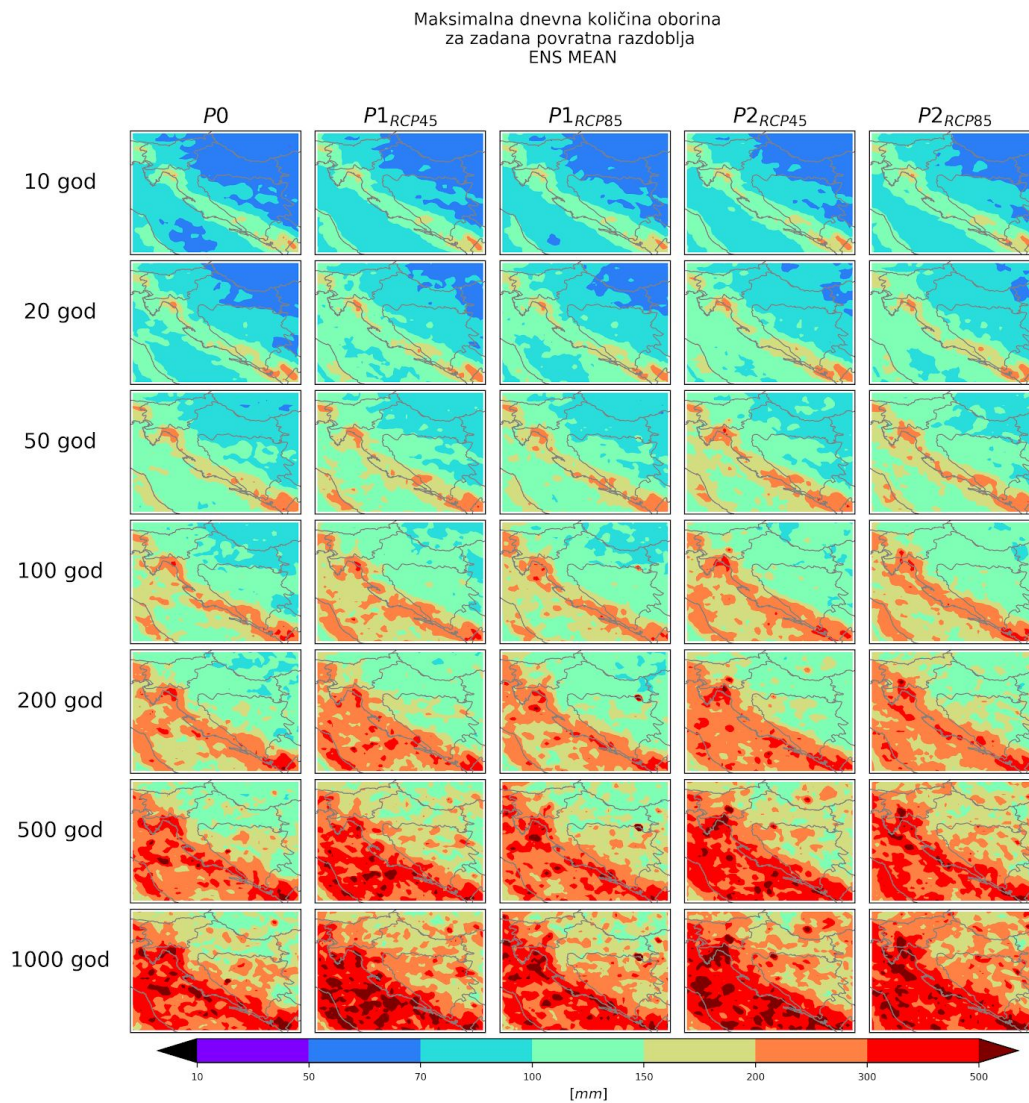 Maksimalna dnevna količina oborina
za zadana povratna razdoblja
ENS MEAN
P0 P1RCP45 P1RCP85 P2RCP45 P2RCP85
10 god
20 god
50 god
100 god
200 god
500 god
1000 god
10 50 70 100 150 200 300 500
[mm]